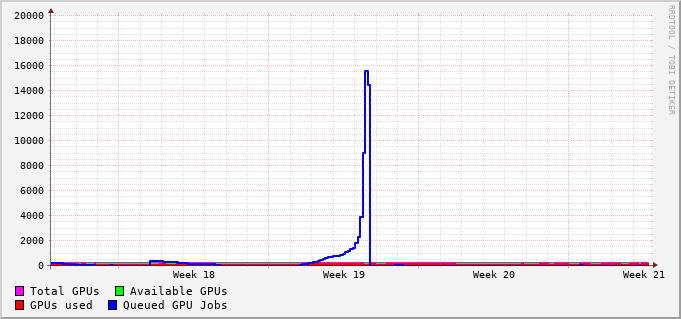 20000
18000
16000
14000
12000
10000
8000
6000
4000
2000
0
Week 18 Week 19 Week 20 Week 21
Total GPUs Available GPUs
GPUs used Queued GPU Jobs
RRDTOOL / TOBI OETIKER